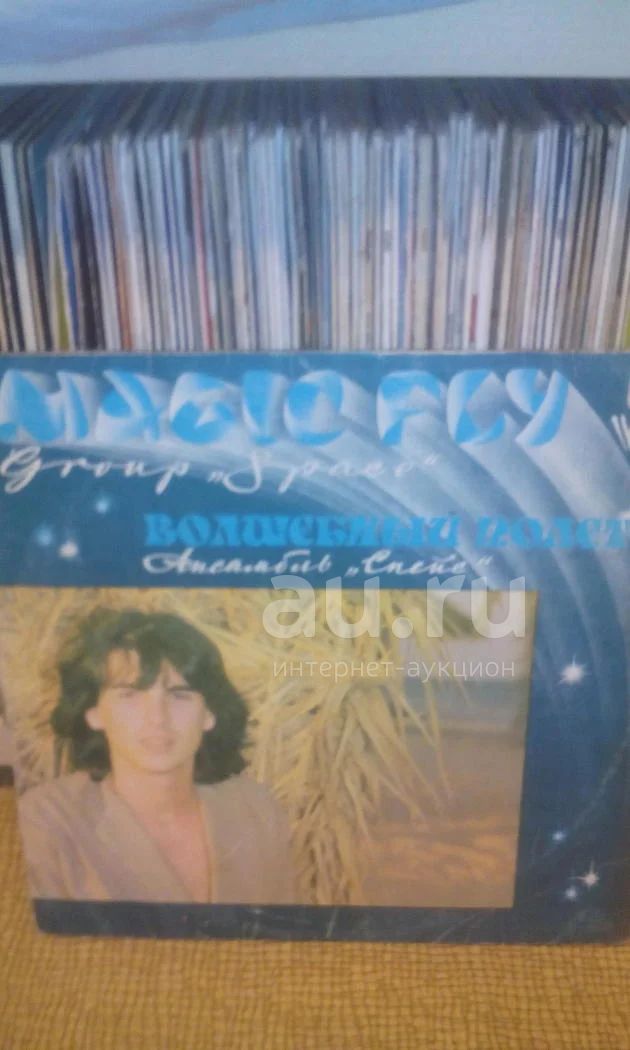 MAGIC FLY
Group „Space"
ВОЛШЕБНЫЙ ПОЛЕТ
Ансамбль „Спейс"
au.ru
интернет-аукцион